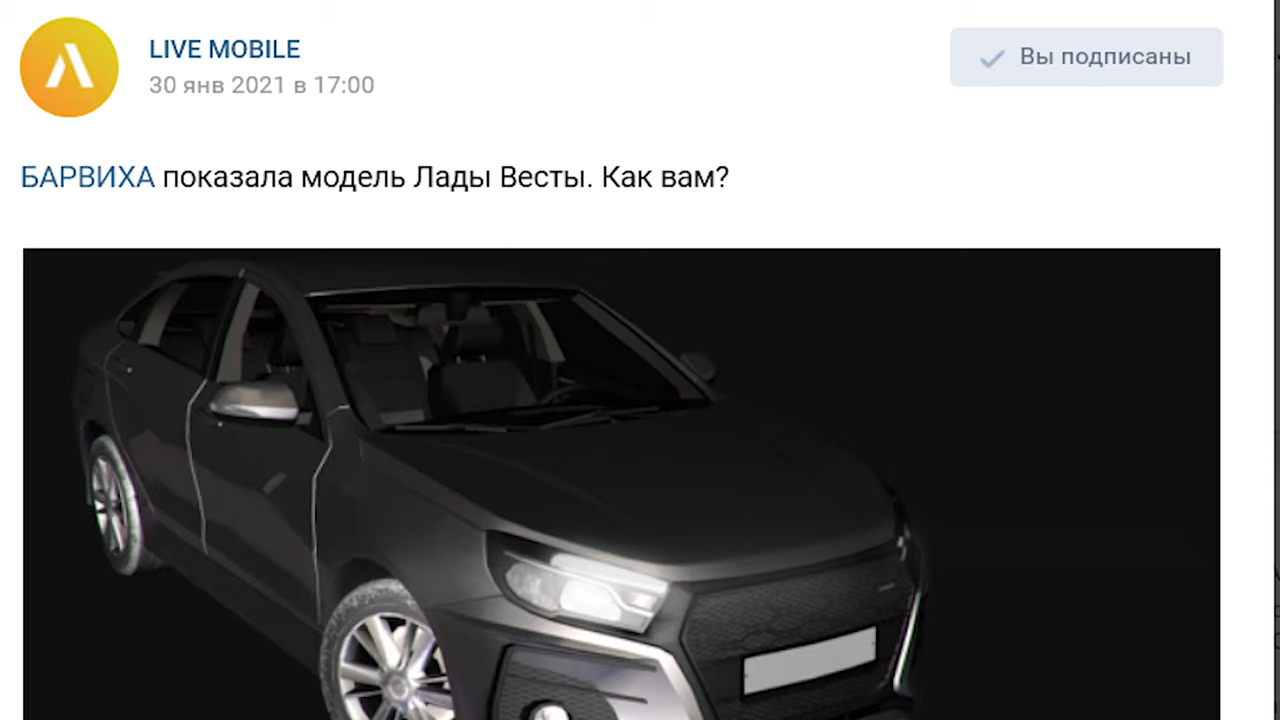 LIVE MOBILE
30 янв 2021 в 17:00
Вы подписаны
БАРВИХА показала модель Лады Весты. Как вам?